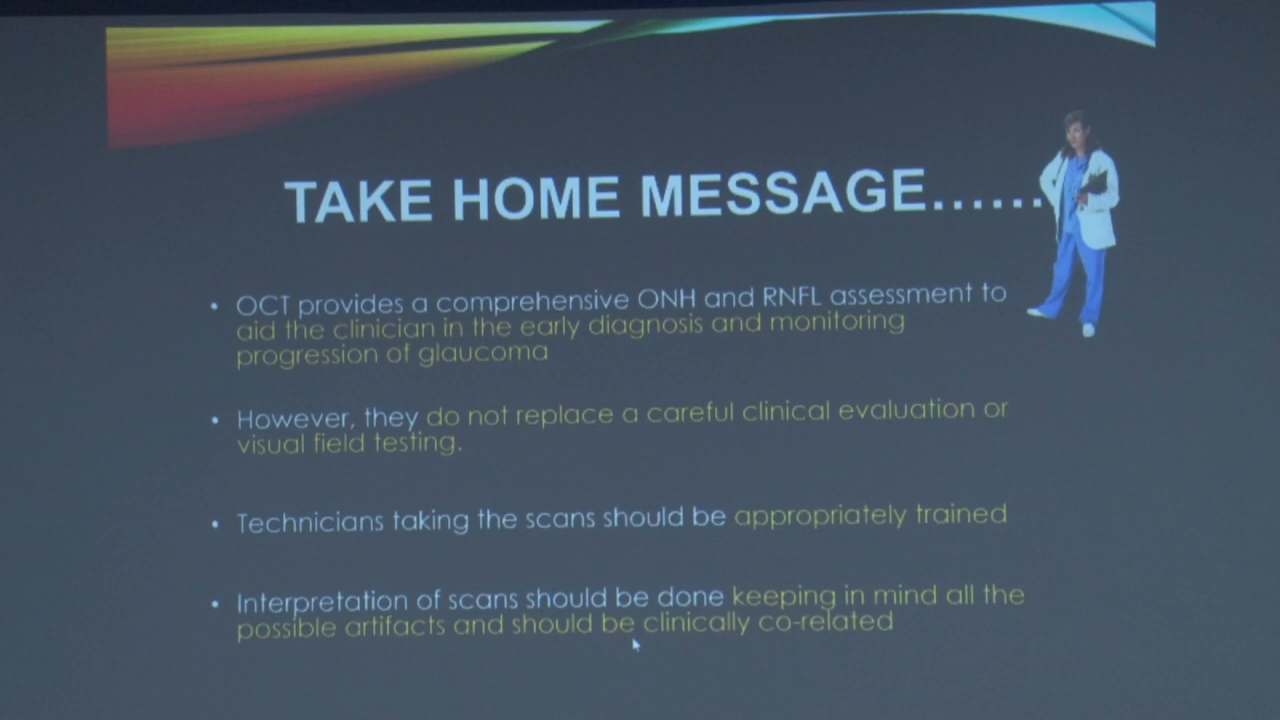 TAKE HOME MESSAGE......
• OCT provides a comprehensive ONH and RNFL assessment to
aid the clinician in the early diagnosis and monitoring
progression of glaucoma
• However, they do not replace a careful clinical evaluation or
visual field testing.
• Technicians taking the scans should be appropriately trained
• Interpretation of scans should be done keeping in mind all the
possible artifacts and should be clinically co-related